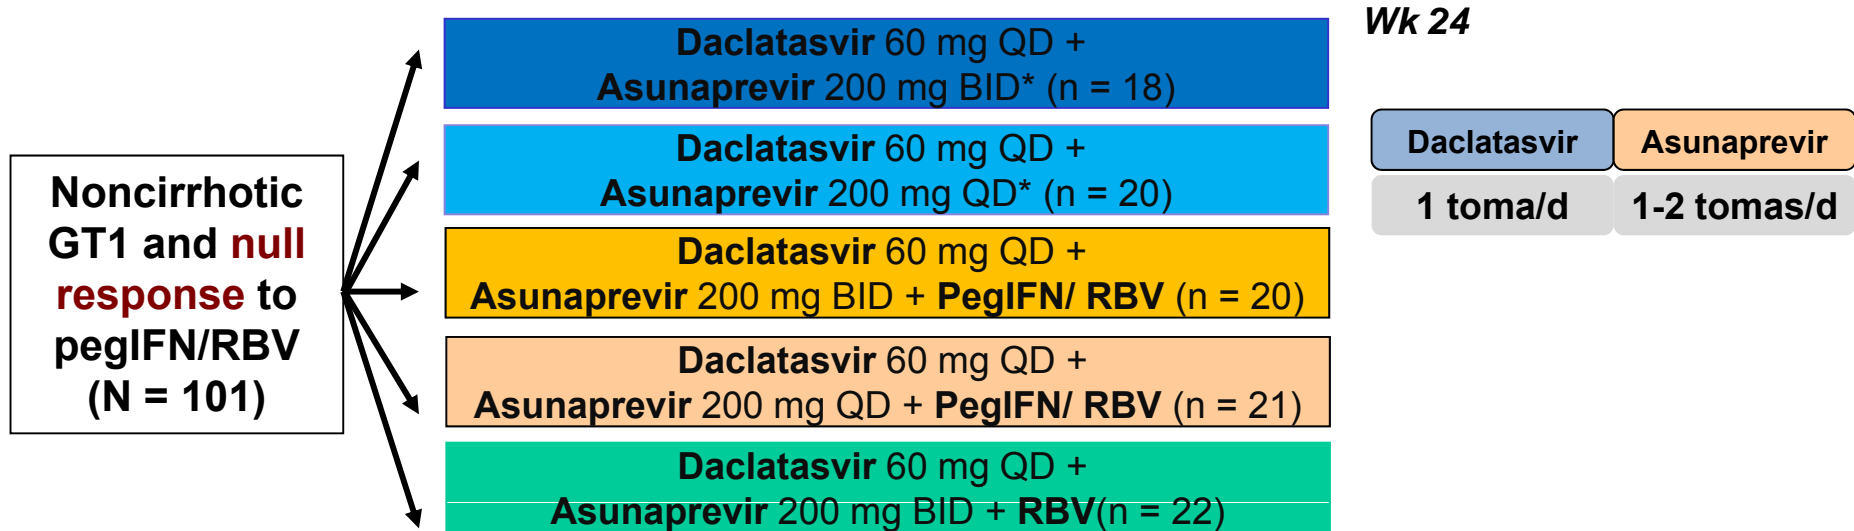 Noncirrhotic
GT1 and null
response to
pegIFN/RBV
(N = 101)
Daclatasvir 60 mg QD +
Asunaprevir 200 mg BID* (n = 18)
Daclatasvir 60 mg QD +
Asunaprevir 200 mg QD* (n = 20)
Daclatasvir 60 mg QD +
Asunaprevir 200 mg BID + PegIFN/ RBV (n = 20)
Daclatasvir 60 mg QD +
Asunaprevir 200 mg QD + PegIFN/ RBV (n = 21)
Daclatasvir 60 mg QD +
Asunaprevir 200 mg BID + RBV(n = 22)
Wk 24
Daclatasvir Asunaprevir
1 toma/d 1-2 tomas/d